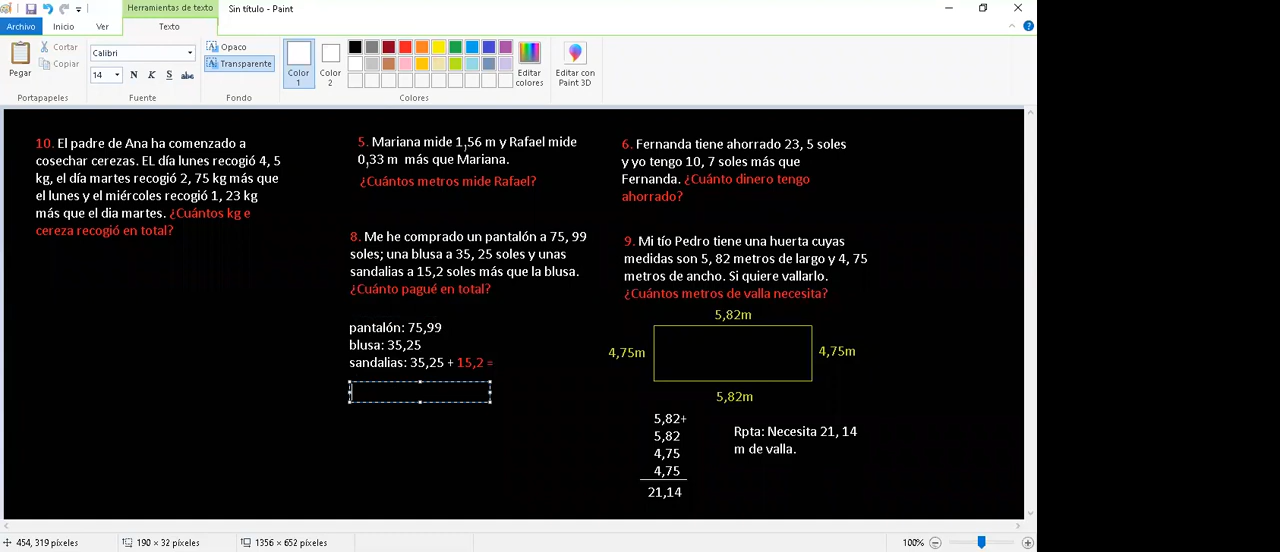 Herramientas de texto
Sin título - Paint
Archivo
Inicio
Ver
Texto
Pegar
Cortar
Copiar
Portapapeles
Calibri
14
N K S abc
Fuente
Opaco
Transparente
Fondo
Color 1
Color 2
Colores
Editar colores
Editar con Paint 3D
10. El padre de Ana ha comenzado a
cosechar cerezas. EL día lunes recogió 4, 5
kg, el día martes recogió 2, 75 kg más que
el lunes y el miércoles recogió 1, 23 kg
más que el dia martes. ¿Cuántos kg e
cereza recogió en total?
5. Mariana mide 1,56 m y Rafael mide
0,33 m más que Mariana.
¿Cuántos metros mide Rafael?
6. Fernanda tiene ahorrado 23, 5 soles
y yo tengo 10, 7 soles más que
Fernanda. ¿Cuánto dinero tengo
ahorrado?
8. Me he comprado un pantalón a 75, 99
soles; una blusa a 35, 25 soles y unas
sandalias a 15,2 soles más que la blusa.
¿Cuánto pagué en total?
pantalón: 75,99
blusa: 35,25
sandalias: 35,25 + 15,2 =
9. Mi tío Pedro tiene una huerta cuyas
medidas son 5, 82 metros de largo y 4, 75
metros de ancho. Si quiere vallarlo.
¿Cuántos metros de valla necesita?
5,82m
4,75m
4,75m
5,82m
5,82+
5,82
4,75
4,75
21,14
Rpta: Necesita 21, 14
m de valla.
454, 319 píxeles
190 × 32 píxeles
1356 × 652 píxeles
100%